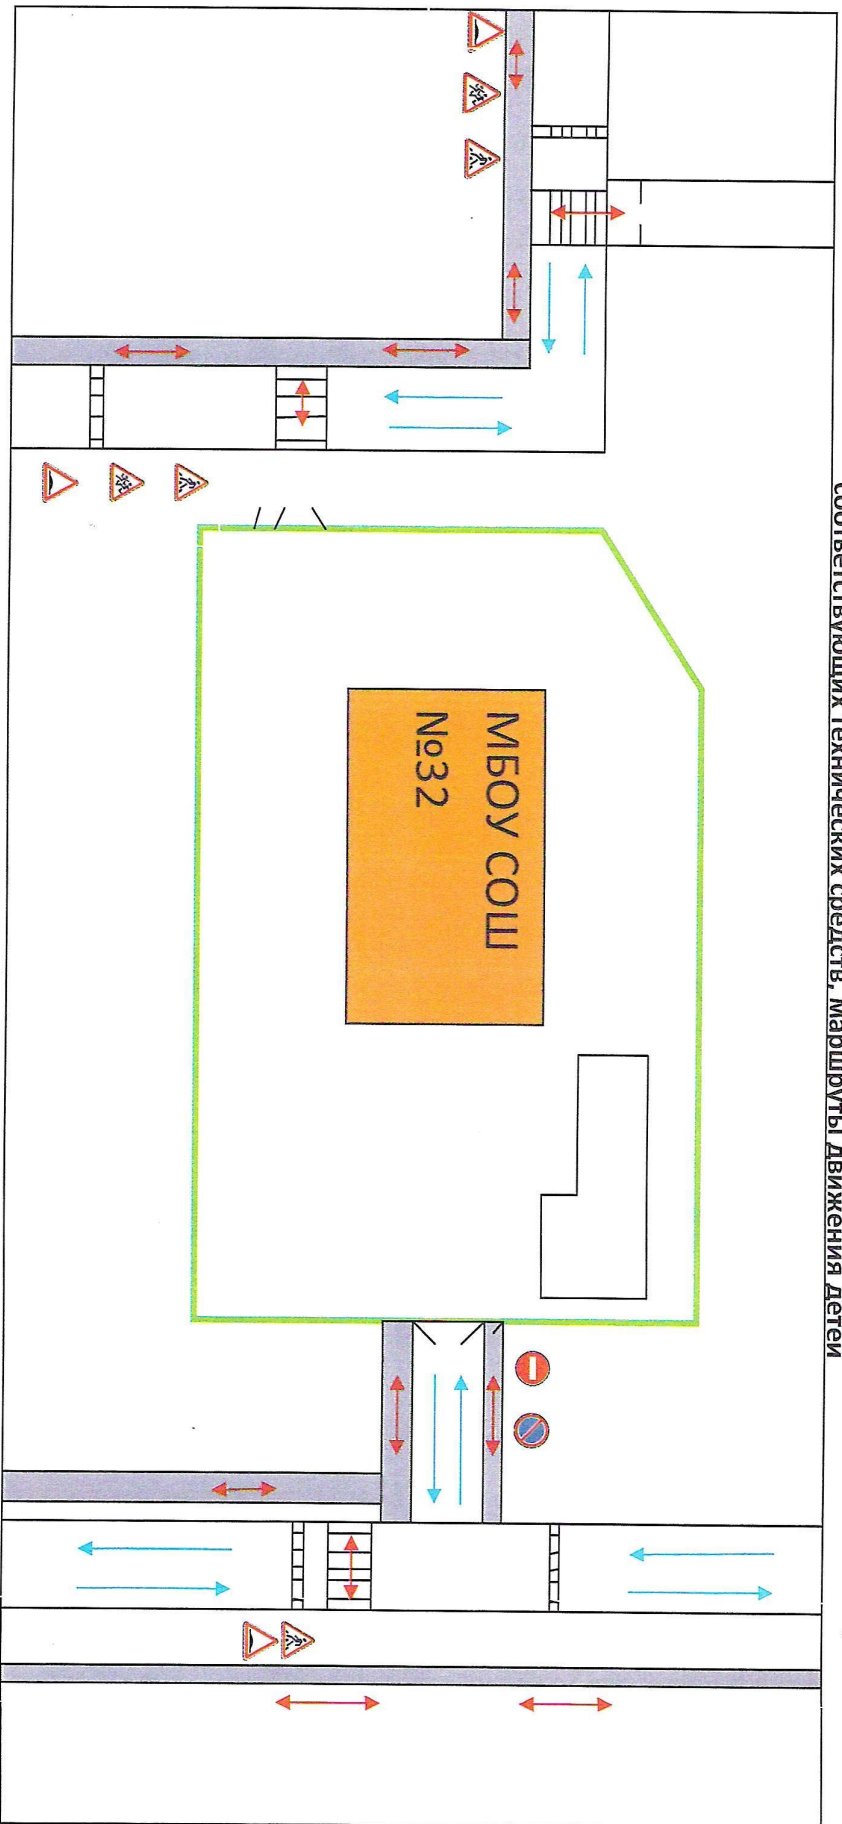 соответствующих технических средств, маршруты движения детей
МБОУ СОШ
№32